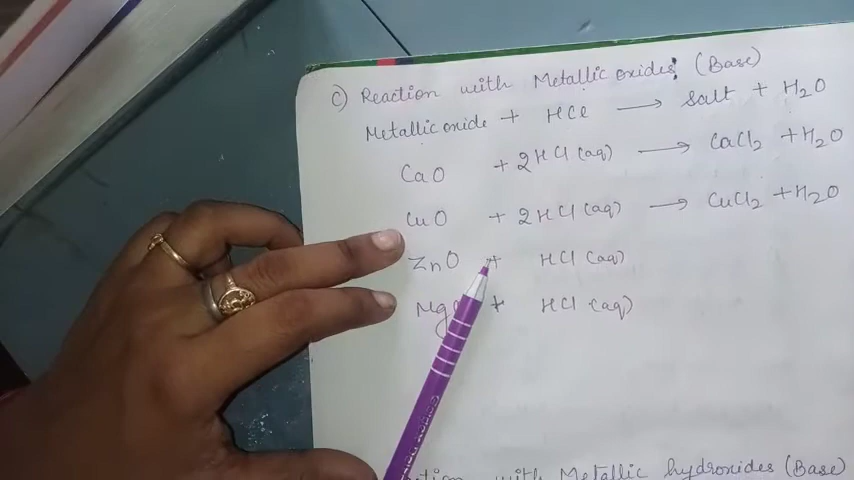 c) Reaction with Metallic oxides: (Base)
Metallic oxide + HCl → Salt + H2O
CaO + 2HCl (aq) → CaCl2 + H2O
CuO + 2HCl (aq) → CuCl2 + H2O
ZnO + HCl (aq)
Mg + HCl (aq)
with Metallic hydroxides (Base)